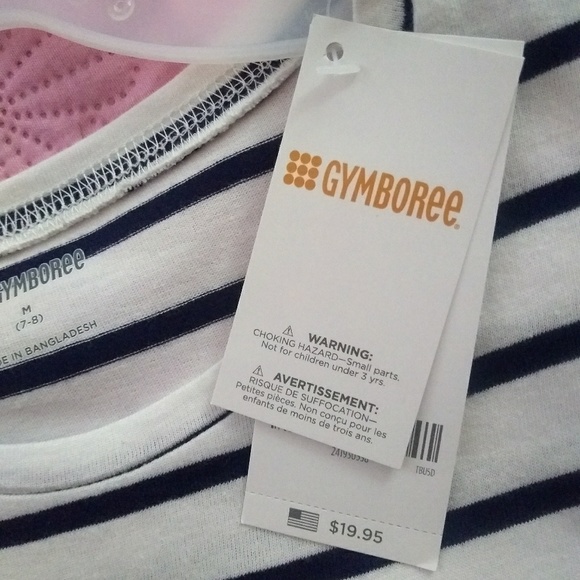 GYMBOREE
WARNING:
CHOKING HAZARD—Small parts.
Not for children under 3 yrs.
AVERTISSEMENT:
RISQUE DE SUFFOCATION—
Petites pièces. Non conçu pour les
enfants de moins de trois ans.
TBUSD
$19.95
GYMBOREE
M
(7-8)
IN BANGLADESH